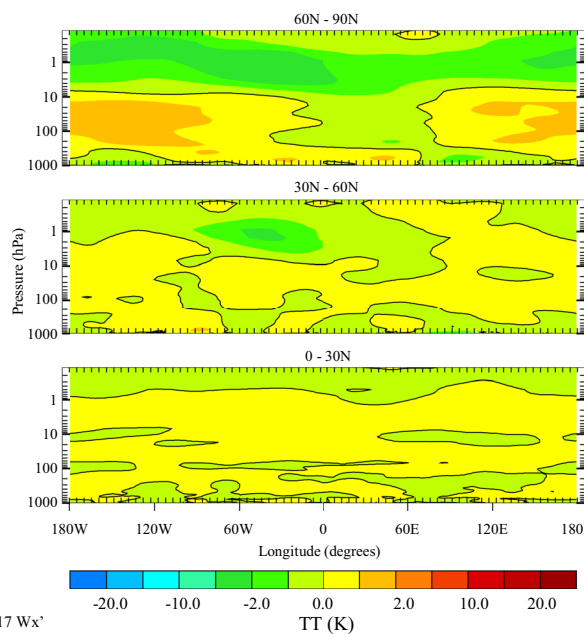 60N - 90N
1
10
100
1000
30N - 60N
1
10
100
1000
Pressure (hPa)
0 - 30N
1
10
100
1000
180W 120W 60W 0 60E 120E 180
Longitude (degrees)
-20.0 -10.0 -2.0 0.0 2.0 10.0 20.0
17 Wx’ TT (K)